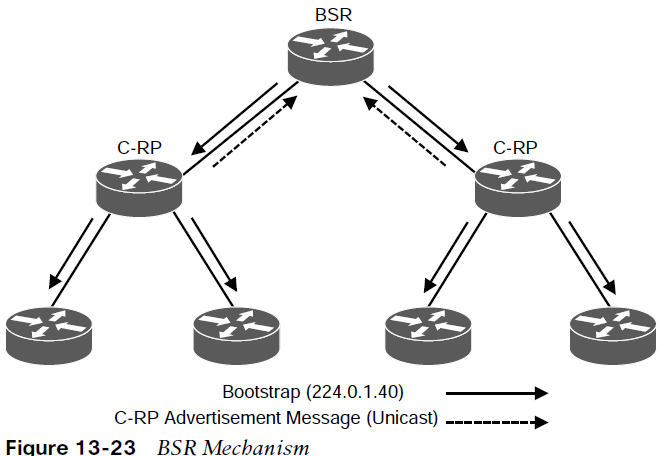 BSR
C-RP C-RP
Bootstrap (224.0.1.40)
C-RP Advertisement Message (Unicast)
Figure 13-23 BSR Mechanism